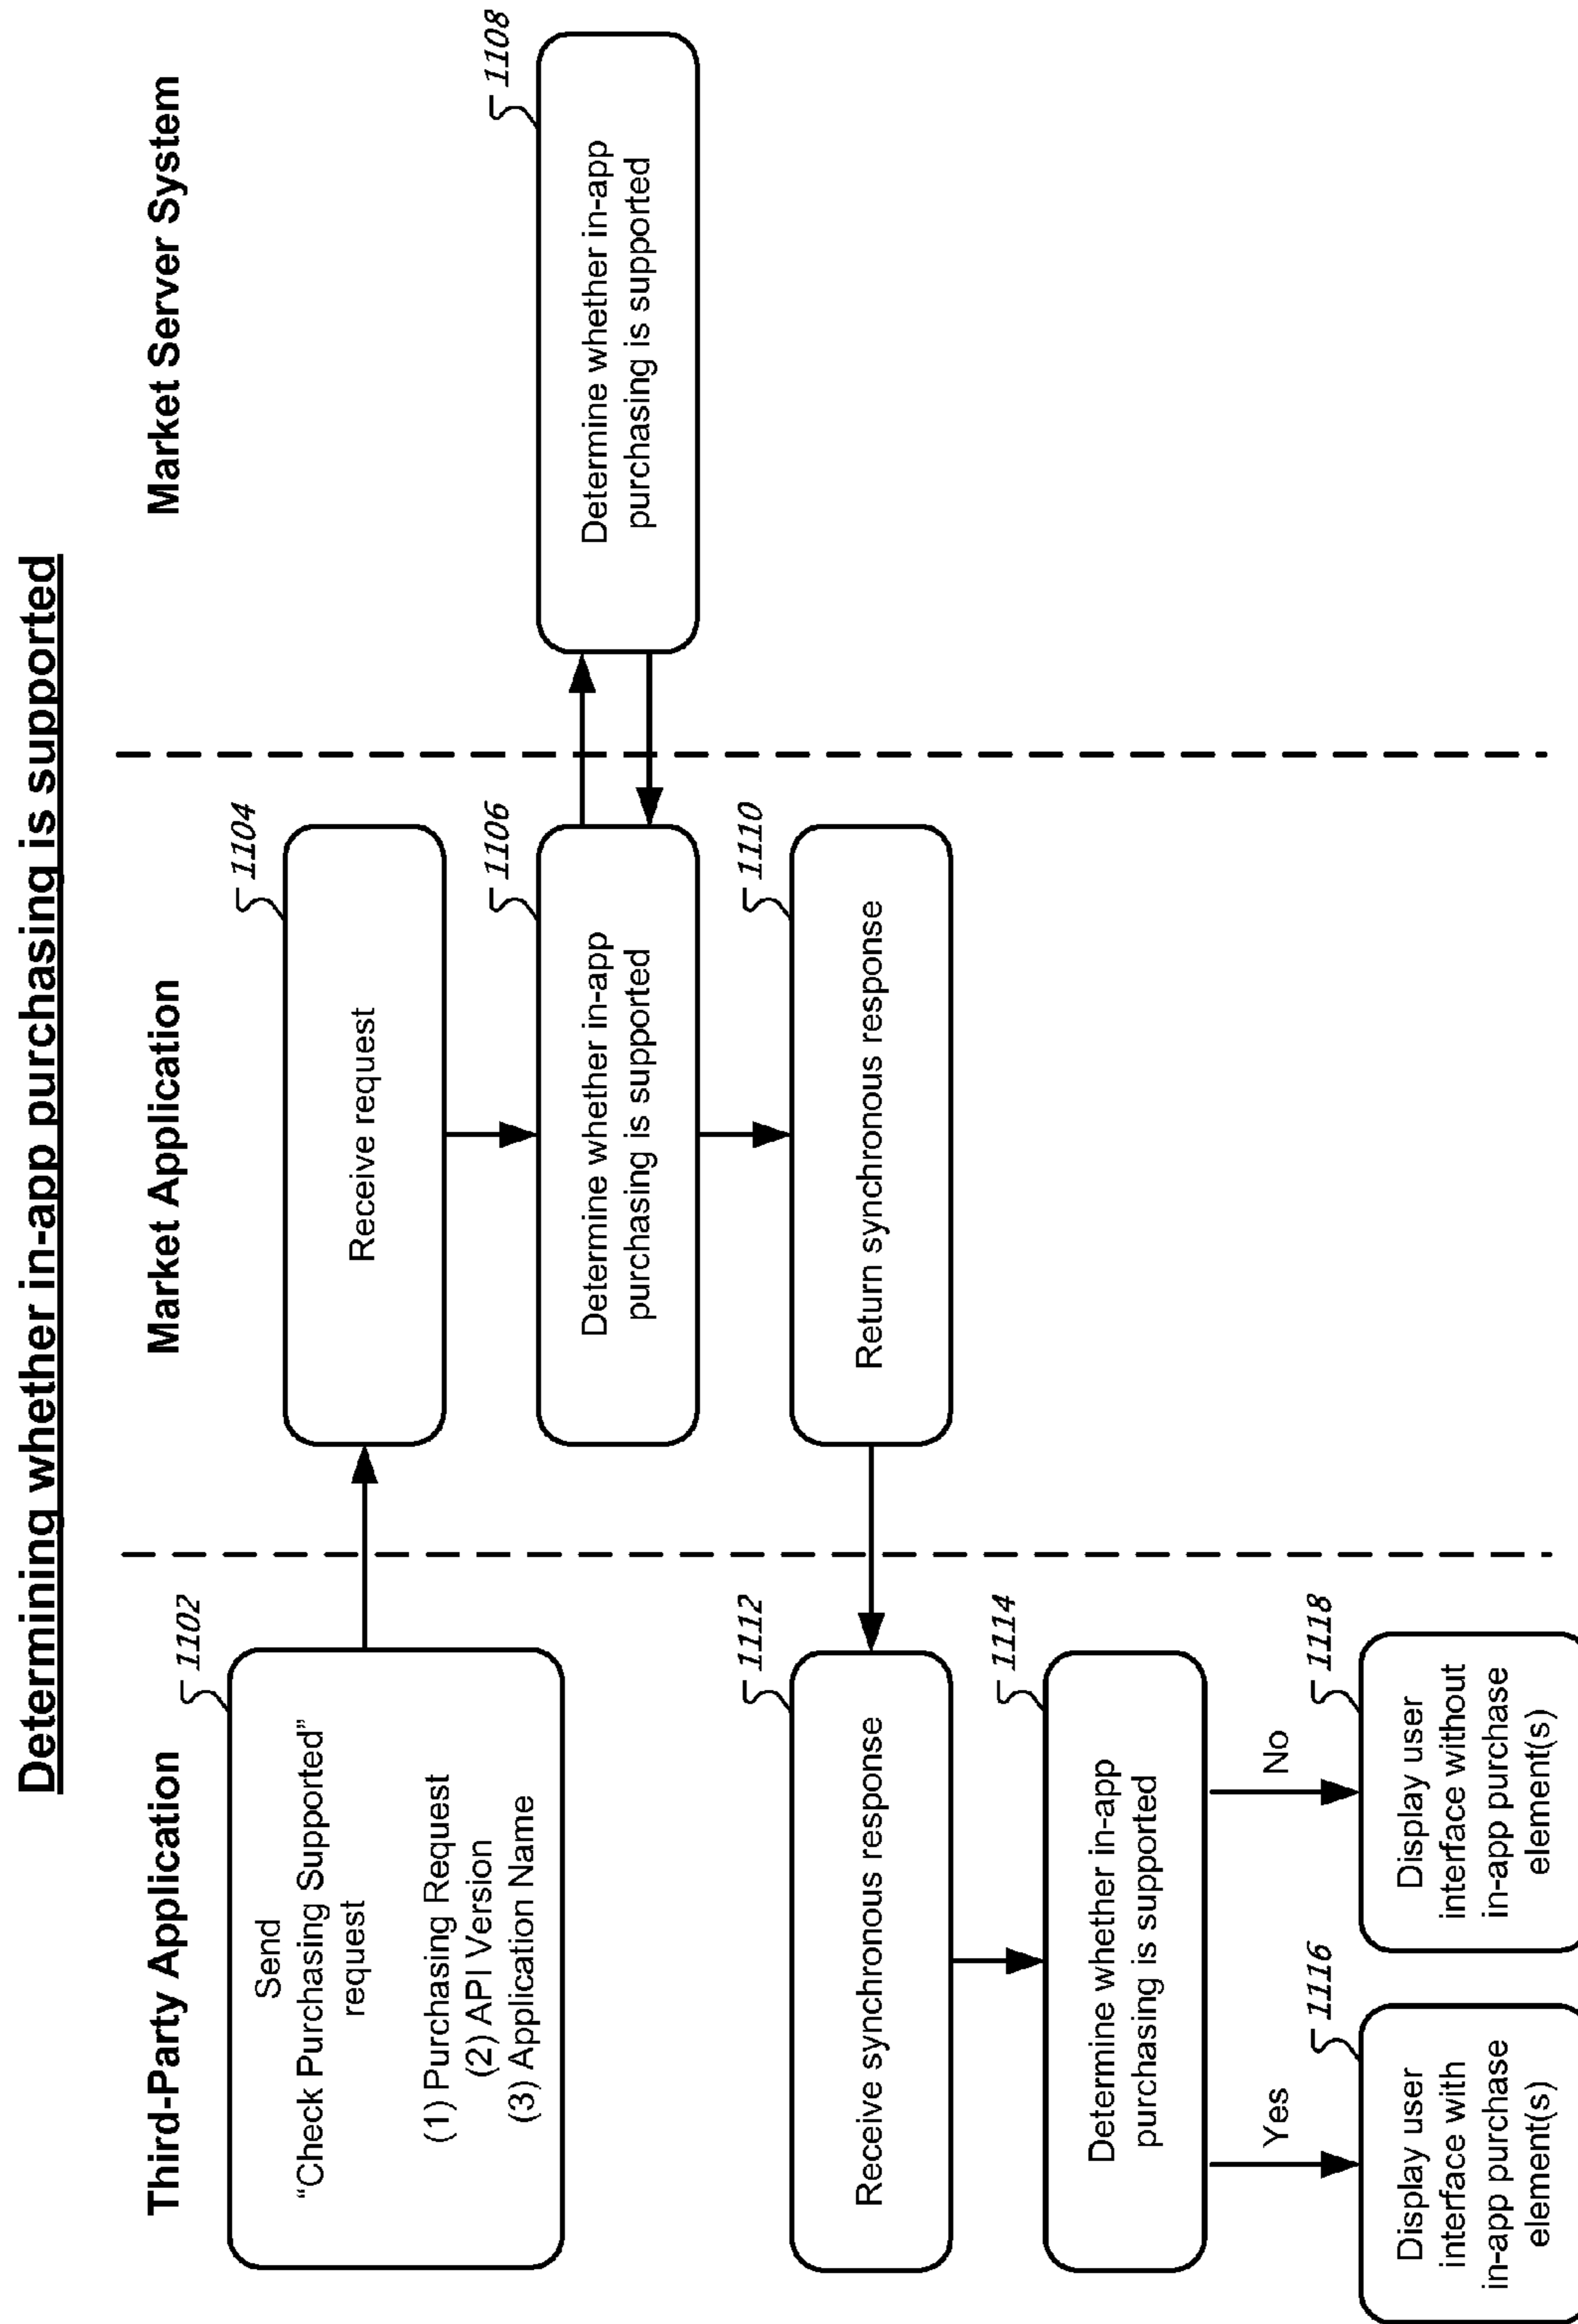 Determining whether in-app purchasing is supported
Third-Party Application
Market Application
Market Server System
1102
Send
“Check Purchasing Supported”
request
(1) Purchasing Request
(2) API Version
(3) Application Name
1104
Receive request
1106
Determine whether in-app
purchasing is supported
1108
Determine whether in-app
purchasing is supported
1110
Return synchronous response
1112
Receive synchronous response
1114
Determine whether in-app
purchasing is supported
Yes
No
1116
Display user
interface with
in-app purchase
element(s)
1118
Display user
interface without
in-app purchase
element(s)